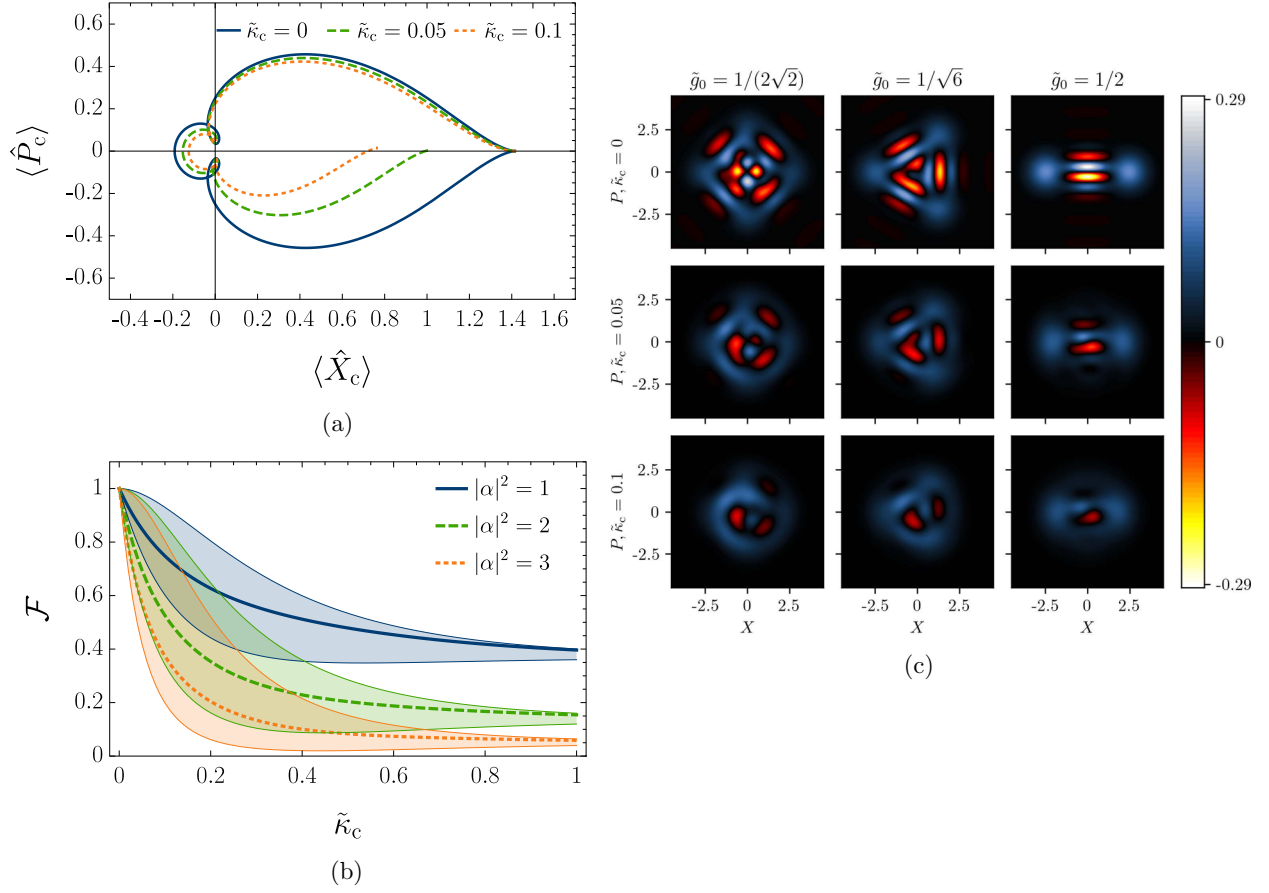 0.6
0.4
0.2
0
-0.2
-0.4
-0.6
⟨P̂c⟩
κ̃c = 0 κ̃c = 0.05 κ̃c = 0.1
-0.4 -0.2 0 0.2 0.4 0.6 0.8 1 1.2 1.4 1.6
⟨X̂c⟩
(a)
1
0.8
0.6
0.4
0.2
0
ℱ
|α|² = 1
|α|² = 2
|α|² = 3
0 0.2 0.4 0.6 0.8 1
κ̃c
(b)
g̃0 = 1/(2√2) g̃0 = 1/√6 g̃0 = 1/2
P, κ̃c = 0
2.5
0
-2.5
P, κ̃c = 0.05
2.5
0
-2.5
P, κ̃c = 0.1
2.5
0
-2.5
-2.5 0 2.5 -2.5 0 2.5 -2.5 0 2.5
X X X
0.29
0
-0.29
(c)